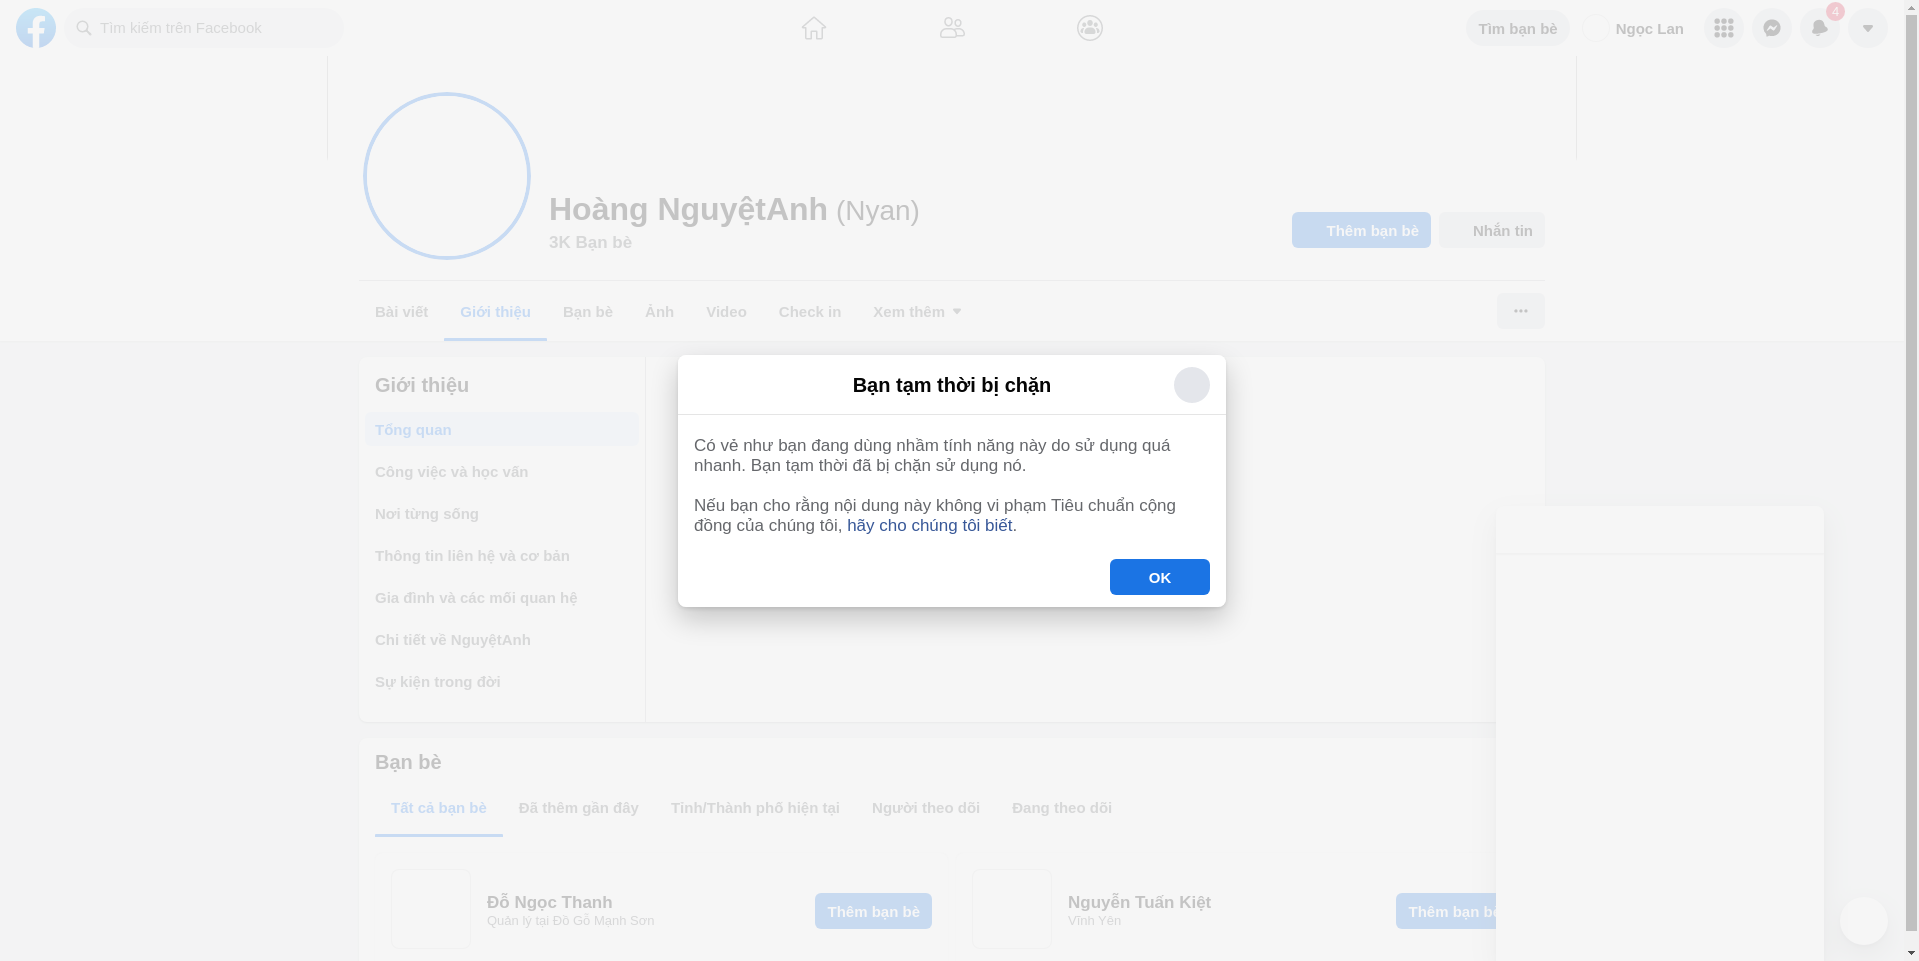 Tìm kiếm trên Facebook
Tìm bạn bè
Ngọc Lan
4
Hoàng NguyệtAnh (Nyan)
3K Bạn bè
Thêm bạn bè
Nhắn tin
Bài viết
Giới thiệu
Bạn bè
Ảnh
Video
Check in
Xem thêm
Giới thiệu
Tổng quan
Công việc và học vấn
Nơi từng sống
Thông tin liên hệ và cơ bản
Gia đình và các mối quan hệ
Chi tiết về NguyệtAnh
Sự kiện trong đời
Bạn tạm thời bị chặn
Có vẻ như bạn đang dùng nhầm tính năng này do sử dụng quá
nhanh. Bạn tạm thời đã bị chặn sử dụng nó.
Nếu bạn cho rằng nội dung này không vi phạm Tiêu chuẩn cộng
đồng của chúng tôi, hãy cho chúng tôi biết.
OK
Bạn bè
Tất cả bạn bè
Đã thêm gần đây
Tỉnh/Thành phố hiện tại
Người theo dõi
Đang theo dõi
Đỗ Ngọc Thanh
Quản lý tại Đồ Gỗ Mạnh Sơn
Thêm bạn bè
Nguyễn Tuấn Kiệt
Vĩnh Yên
Thêm bạn bè